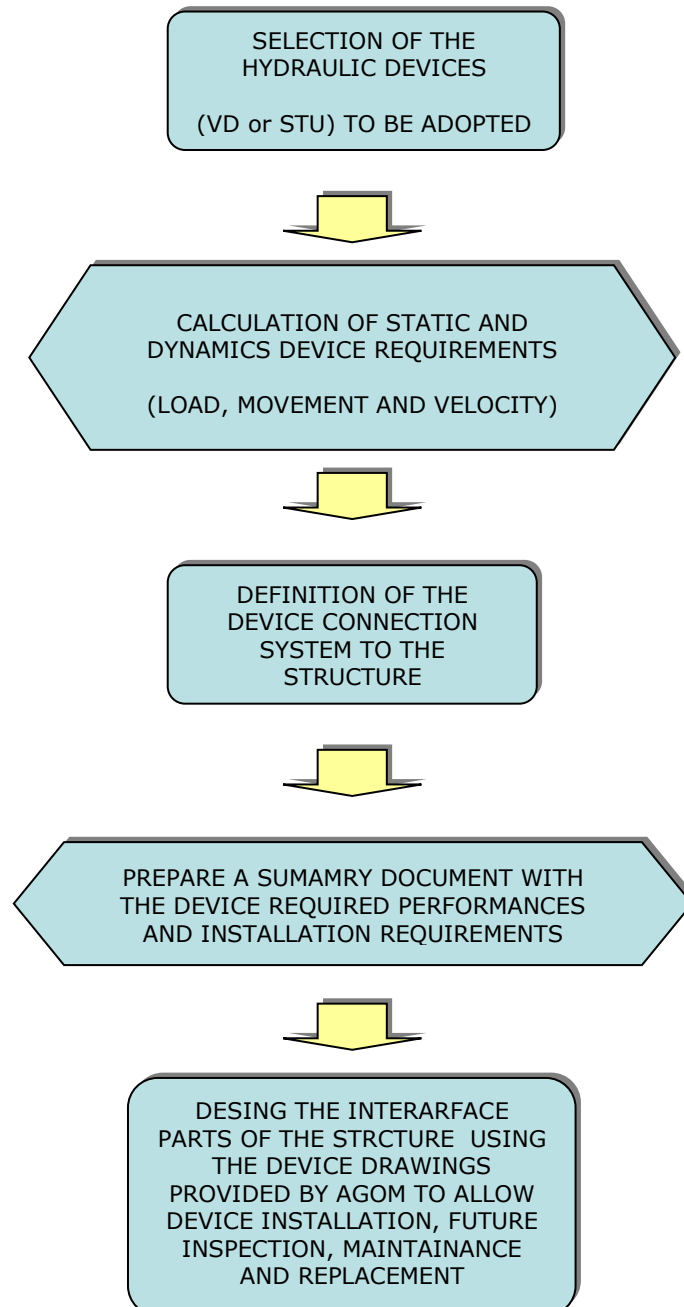 SELECTION OF THE
HYDRAULIC DEVICES
(VD or STU) TO BE ADOPTED
CALCULATION OF STATIC AND
DYNAMICS DEVICE REQUIREMENTS
(LOAD, MOVEMENT AND VELOCITY)
DEFINITION OF THE
DEVICE CONNECTION
SYSTEM TO THE
STRUCTURE
PREPARE A SUMAMRY DOCUMENT WITH
THE DEVICE REQUIRED PERFORMANCES
AND INSTALLATION REQUIREMENTS
DESING THE INTERARFACE
PARTS OF THE STRCTURE  USING
THE DEVICE DRAWINGS
PROVIDED BY AGOM TO ALLOW
DEVICE INSTALLATION, FUTURE
INSPECTION, MAINTAINANCE
AND REPLACEMENT